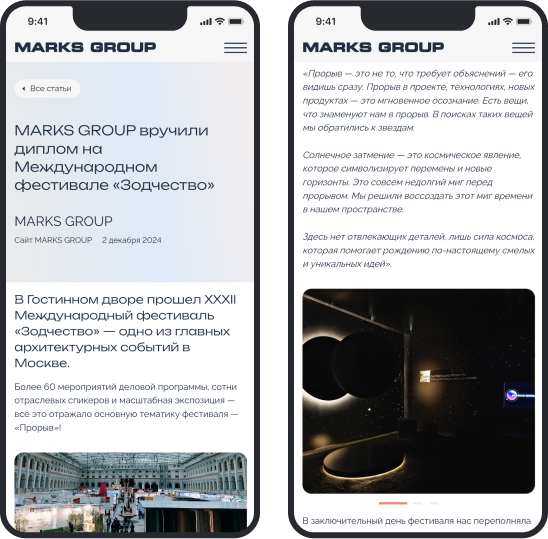 9:41
MARKS GROUP
Все статьи
MARKS GROUP вручили
диплом на
Международном
фестивале «Зодчество»
MARKS GROUP
Сайт MARKS GROUP 2 декабря 2024
В Гостинном дворе прошел XXXII
Международный фестиваль
«Зодчество» — одно из главных
архитектурных событий в
Москве.
Более 60 мероприятий деловой программы, сотни
отраслевых спикеров и масштабная экспозиция —
все это отражало основную тематику фестиваля —
«Прорыв»!
9:41
MARKS GROUP
«Прорыв — это не то, что требует объяснений — его
видишь сразу. Прорыв в проекте, технологиях, новых
продуктах — это мгновенное осознание. Есть вещи,
что знаменуют нам в прорыв. В поисках таких вещей
мы обратились к звездам.
Солнечное затмение — это космическое явление,
которое символизирует перемены и новые
горизонты. Это совсем недолгий миг перед
прорывом. Мы решили воссоздать этот миг времени
в нашем пространстве.
Здесь нет отвлекающих деталей, лишь сила космоса,
которая помогает рождению по-настоящему смелых
и уникальных идей».
В заключительный день фестиваля нас переполняла